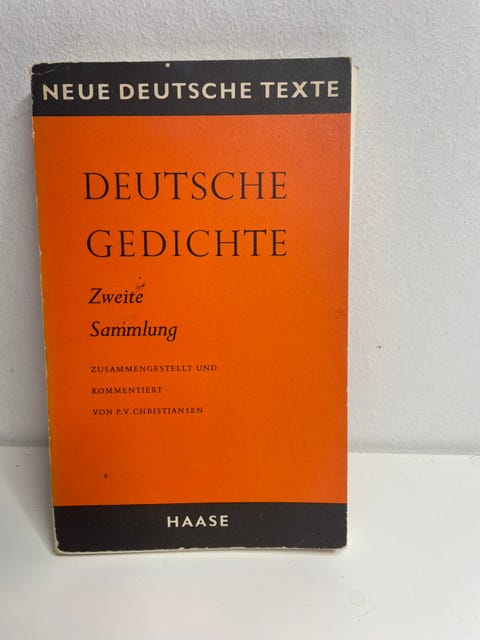 NEUE DEUTSCHE TEXTE
DEUTSCHE
GEDICHTE
Zweite
Sammlung
ZUSAMMENGESTELLT UND
KOMMENTIERT
VON P. V. CHRISTIANSEN
HAASE